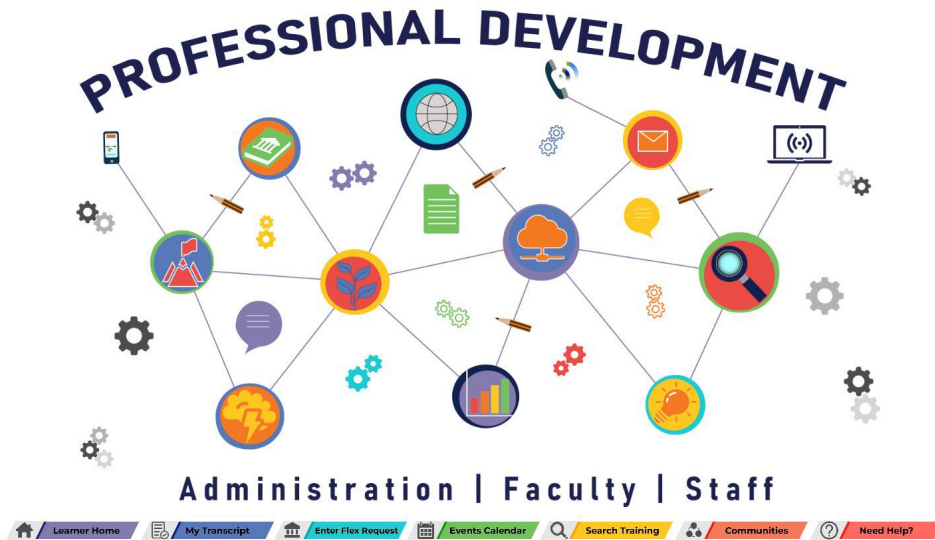 PROFESSIONAL DEVELOPMENT
Administration | Faculty | Staff
Learner Home
My Transcript
Enter Flex Request
Events Calendar
Search Training
Communities
Need Help?